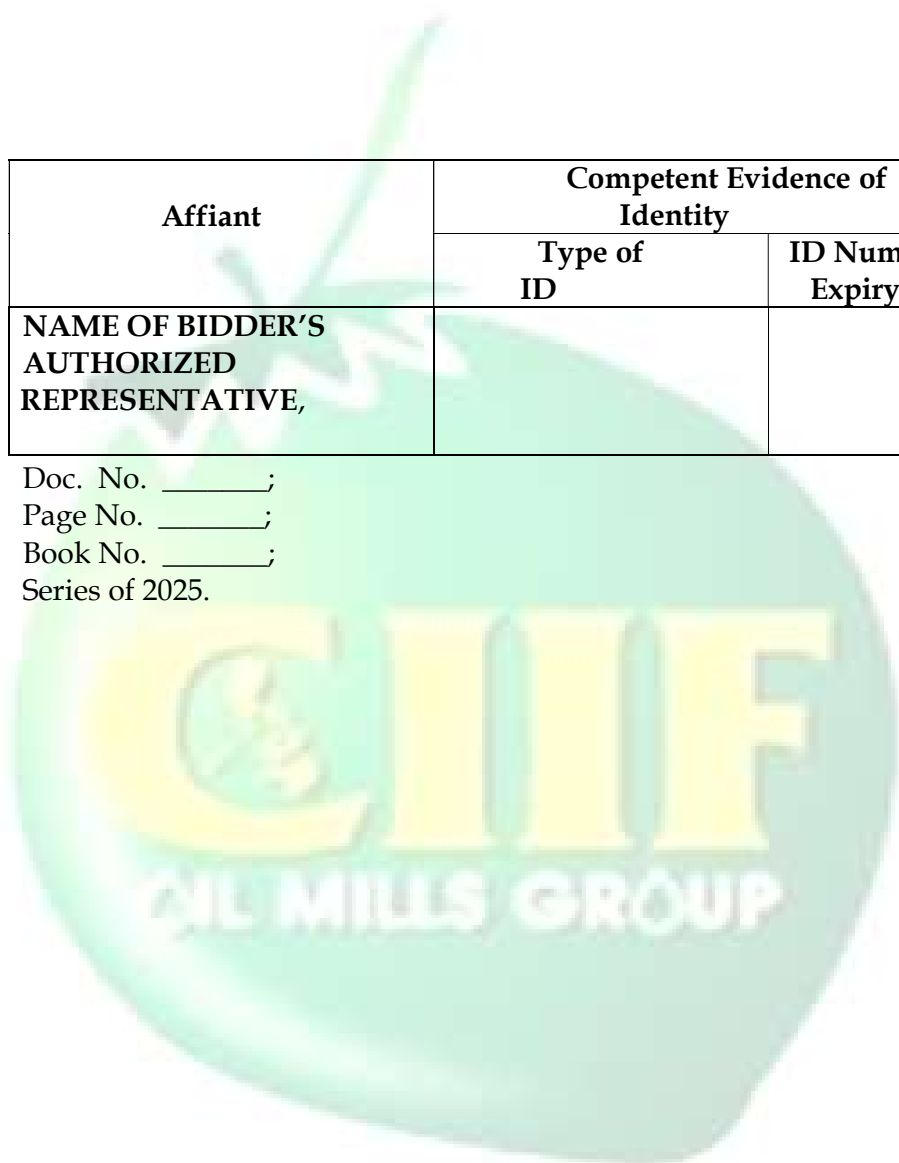 Affiant
Competent Evidence of
Identity
Type of
ID
ID Num
Expiry
NAME OF BIDDER’S
AUTHORIZED
REPRESENTATIVE,
Doc. No. _______;
Page No. _______;
Book No. _______;
Series of 2025.
CIIF
OIL MILLS GROUP